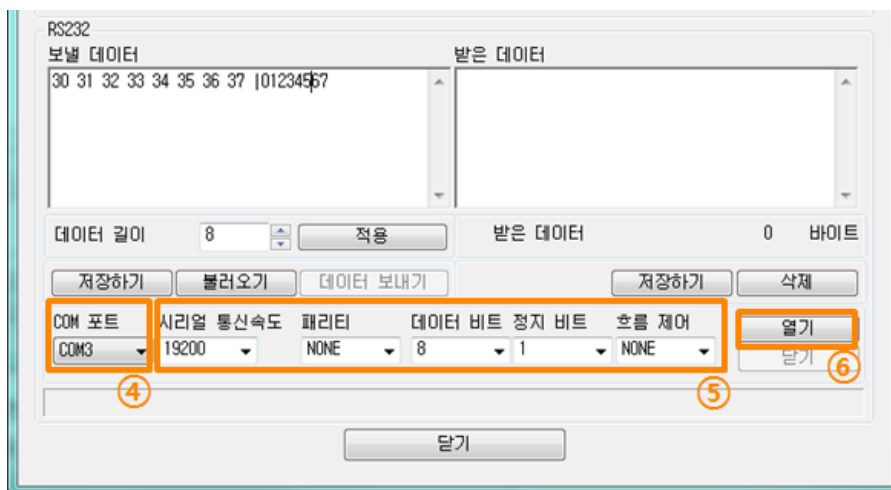 RS232
보낼 데이터 받은 데이터
30 31 32 33 34 35 36 37 |01234567
데이터 길이 8 적용 받은 데이터 0 바이트
저장하기 불러오기 데이터 보내기 저장하기 삭제
COM 포트 시리얼 통신속도 패리티 데이터 비트 정지 비트 흐름 제어 열기
COM3 19200 NONE 8 1 NONE 닫기
④ ⑤ ⑥
닫기